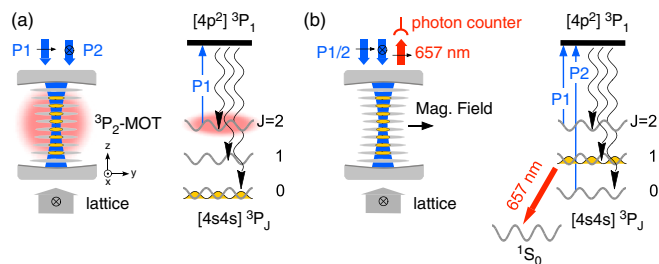 (a)
P1
P2
³P₂-MOT
z
x
y
lattice
[4p²] ³P₁
P1
J=2
1
0
[4s4s] ³P_J
(b)
photon counter
P1/2
657 nm
Mag. Field
lattice
[4p²] ³P₁
P1
P2
J=2
1
0
657 nm
[4s4s] ³P_J
¹S₀